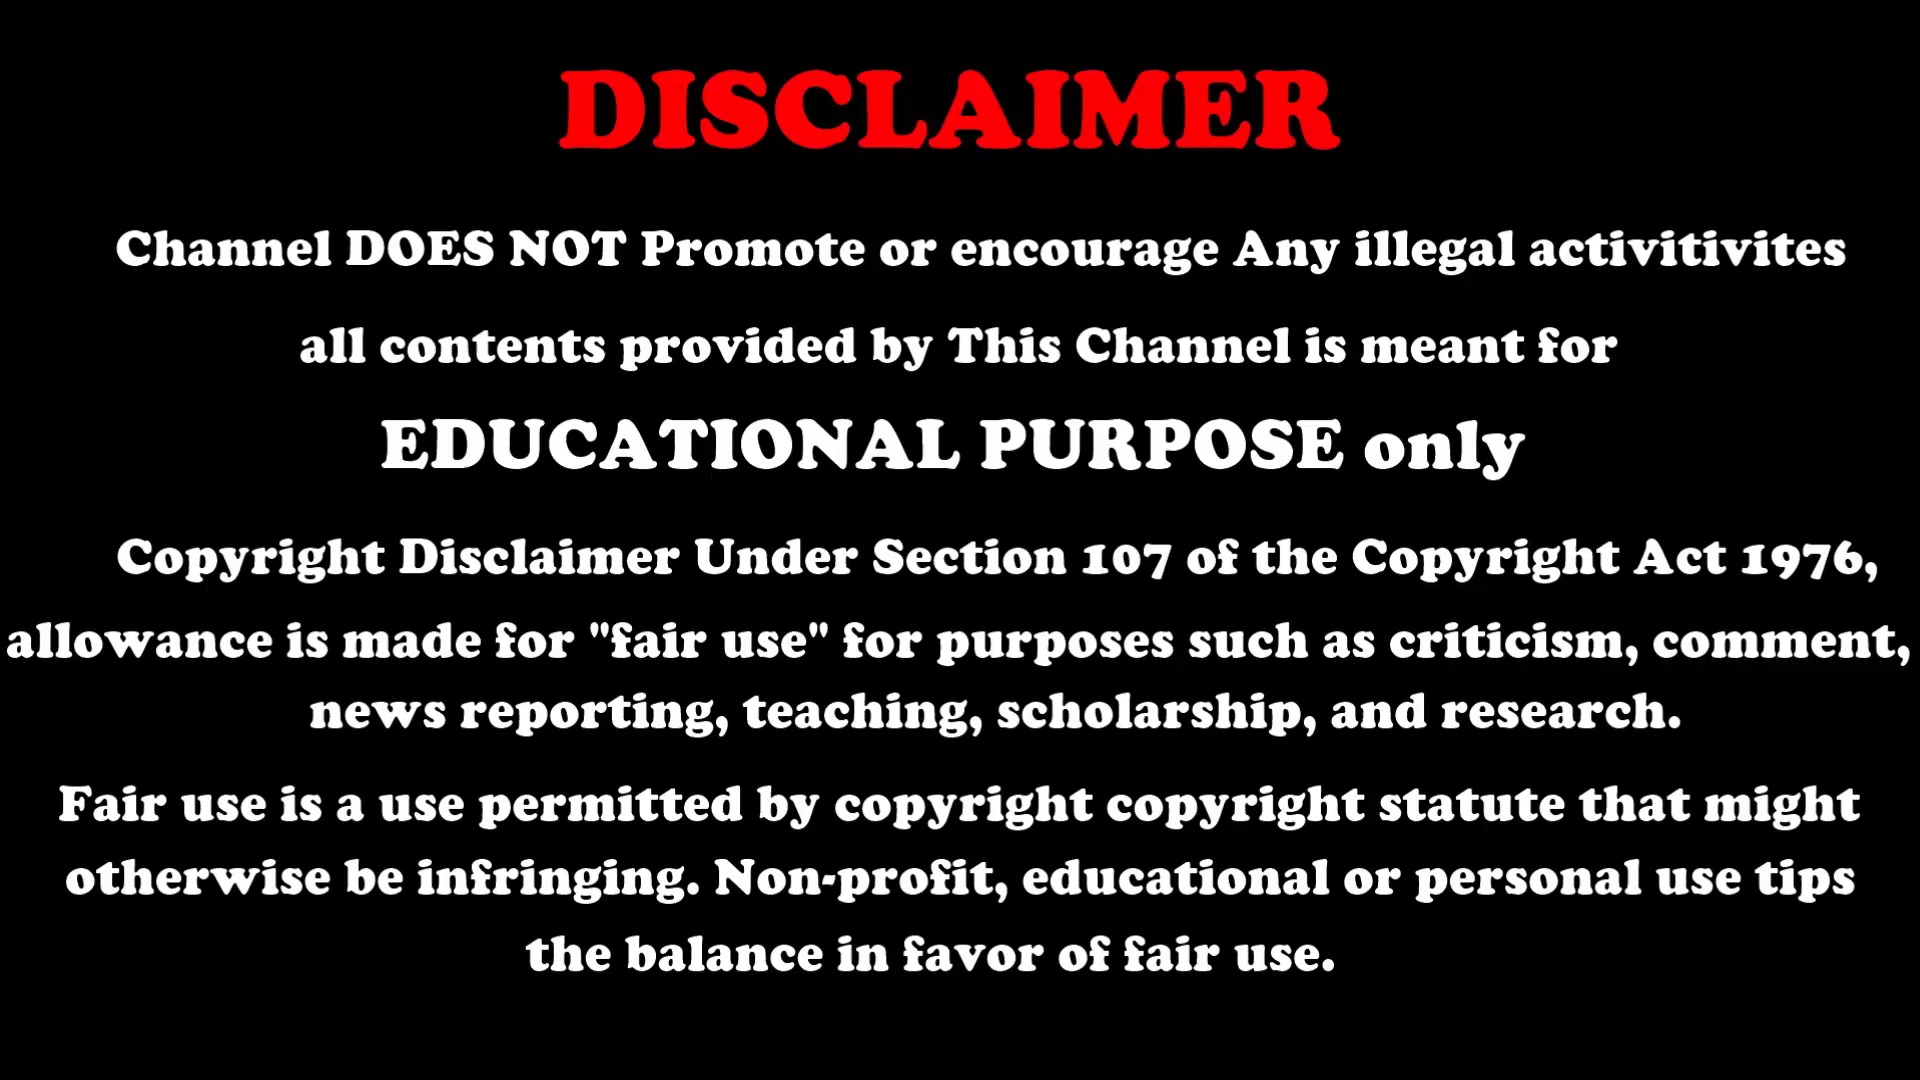 DISCLAIMER
Channel DOES NOT Promote or encourage Any illegal activitivites
all contents provided by This Channel is meant for
EDUCATIONAL PURPOSE only
Copyright Disclaimer Under Section 107 of the Copyright Act 1976,
allowance is made for "fair use" for purposes such as criticism, comment,
news reporting, teaching, scholarship, and research.
Fair use is a use permitted by copyright copyright statute that might
otherwise be infringing. Non-profit, educational or personal use tips
the balance in favor of fair use.